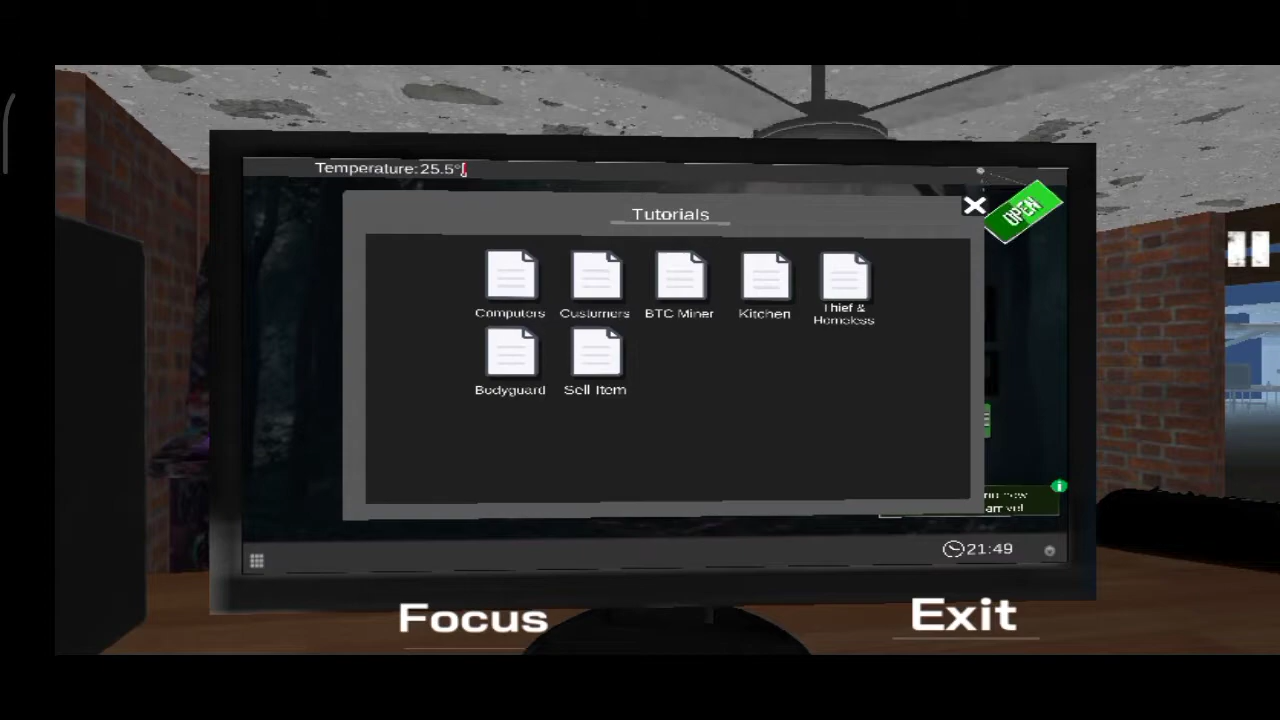 Temperature: 25.5°
Tutorials
OPEN
Computers
Customers
BTC Miner
Kitchen
Thief &
Homeless
Bodyguard
Sell Item
new
21:49
Focus
Exit